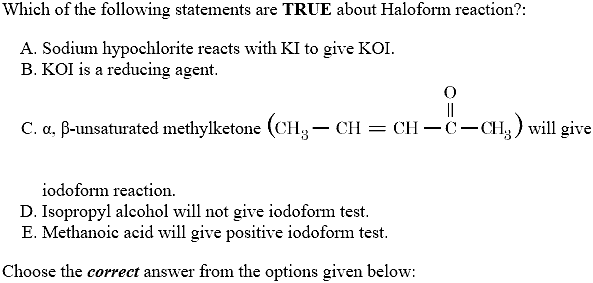 Which of the following statements are TRUE about Haloform reaction?:
A. Sodium hypochlorite reacts with KI to give KOI.
B. KOI is a reducing agent.
O
||
C. α, β-unsaturated methylketone (CH₃ — CH = CH — C — CH₃) will give
iodoform reaction.
D. Isopropyl alcohol will not give iodoform test.
E. Methanoic acid will give positive iodoform test.
Choose the correct answer from the options given below: